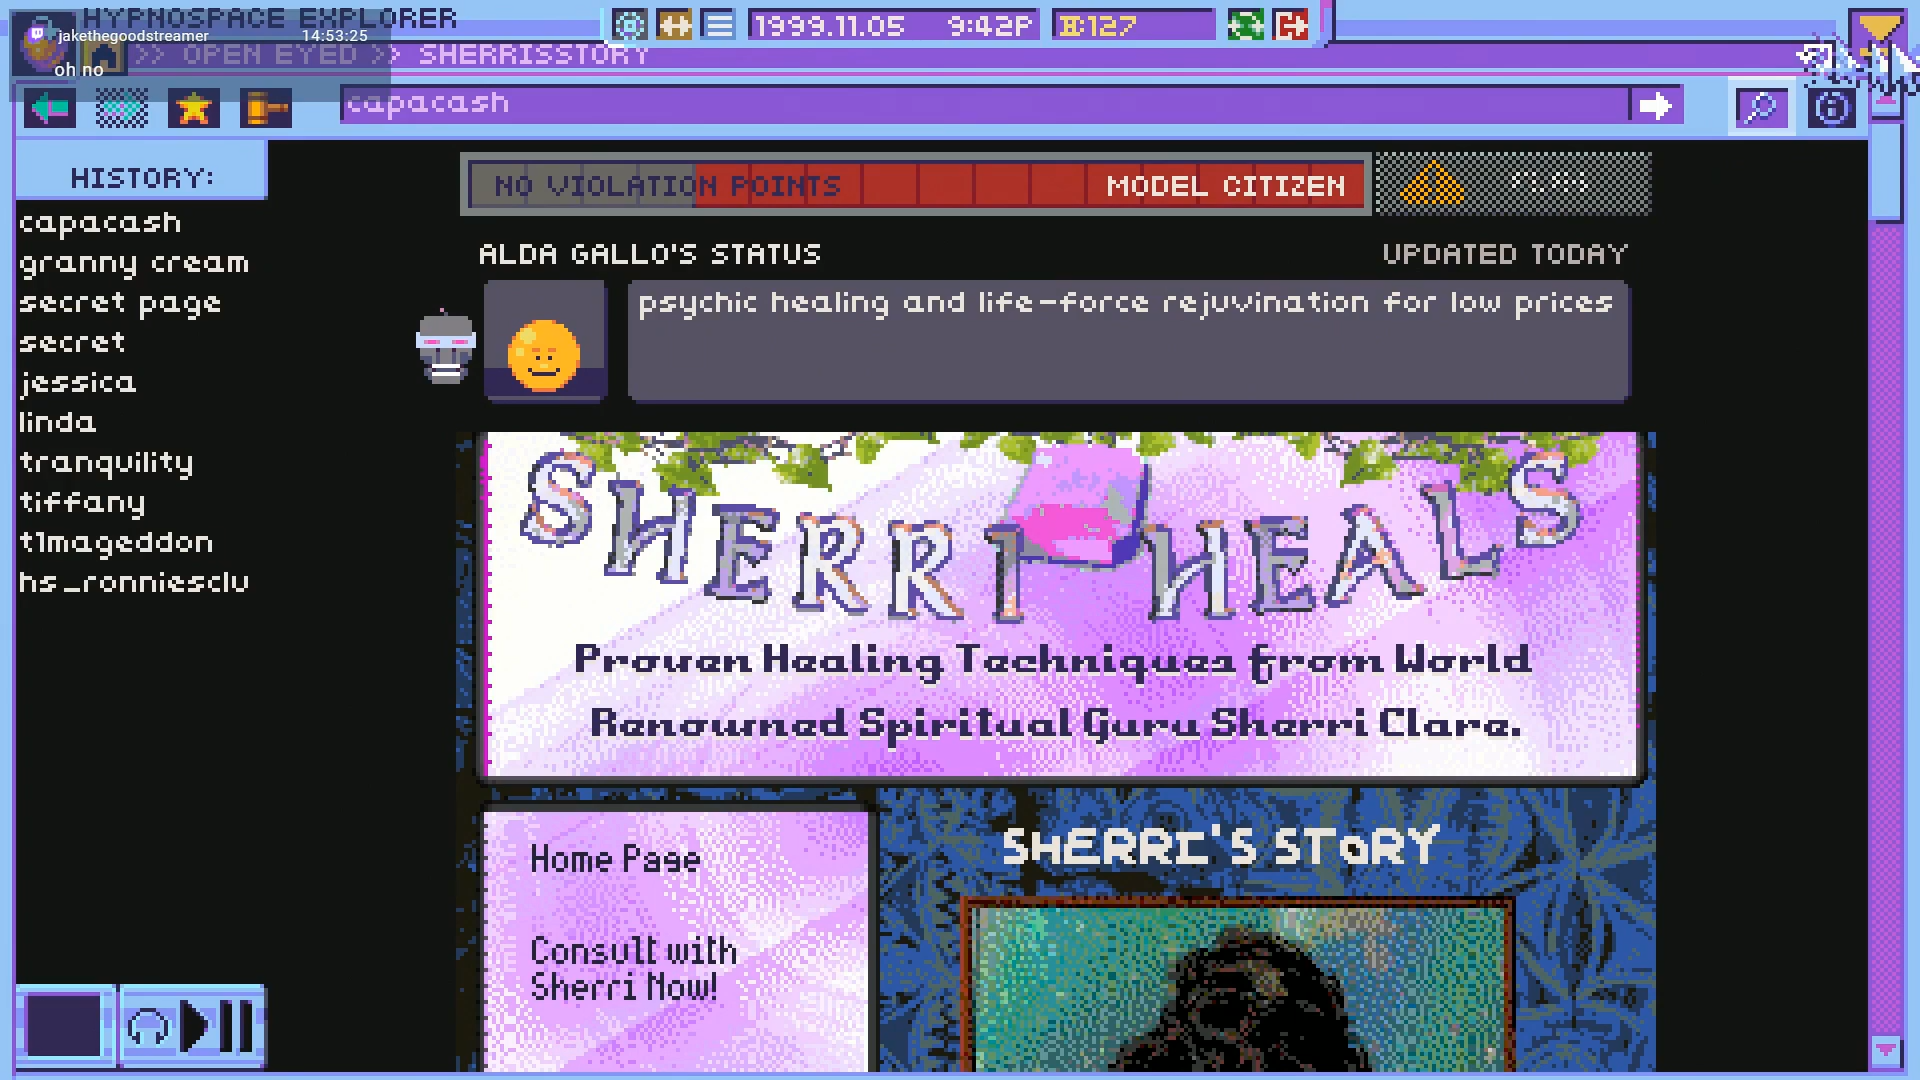 HYPNOSPACE EXPLORER
jakethegoodstreamer 14:53:25
oh no
1999.11.05 9:42P
127
>> OPEN EYED >> SHERRISSTORY
capacash
HISTORY:
capacash
granny cream
secret page
secret
jessica
linda
tranquility
tiffany
t1mageddon
hs_ronniesclu
NO VIOLATION POINTS
MODEL CITIZEN
ALDA GALLO'S STATUS
UPDATED TODAY
psychic healing and life-force rejuvination for low prices
SHERRI HEALS
Proven Healing Techniques from World
Renowned Spiritual Guru Sherri Clare.
Home Page
Consult with
Sherri Now!
SHERRI'S SToRY